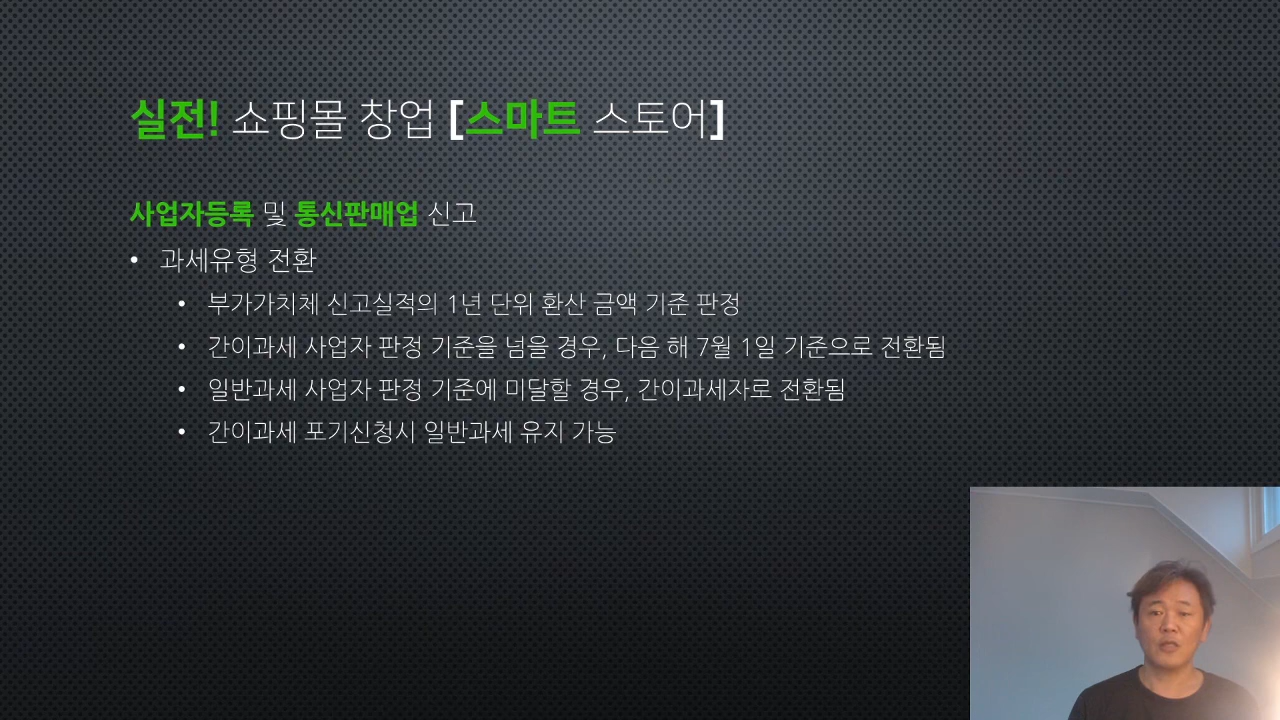 실전! 쇼핑몰 창업 [스마트 스토어]
사업자등록 및 통신판매업 신고
• 과세유형 전환
• 부가가치체 신고실적의 1년 단위 환산 금액 기준 판정
• 간이과세 사업자 판정 기준을 넘을 경우, 다음 해 7월 1일 기준으로 전환됨
• 일반과세 사업자 판정 기준에 미달할 경우, 간이과세자로 전환됨
• 간이과세 포기신청시 일반과세 유지 가능